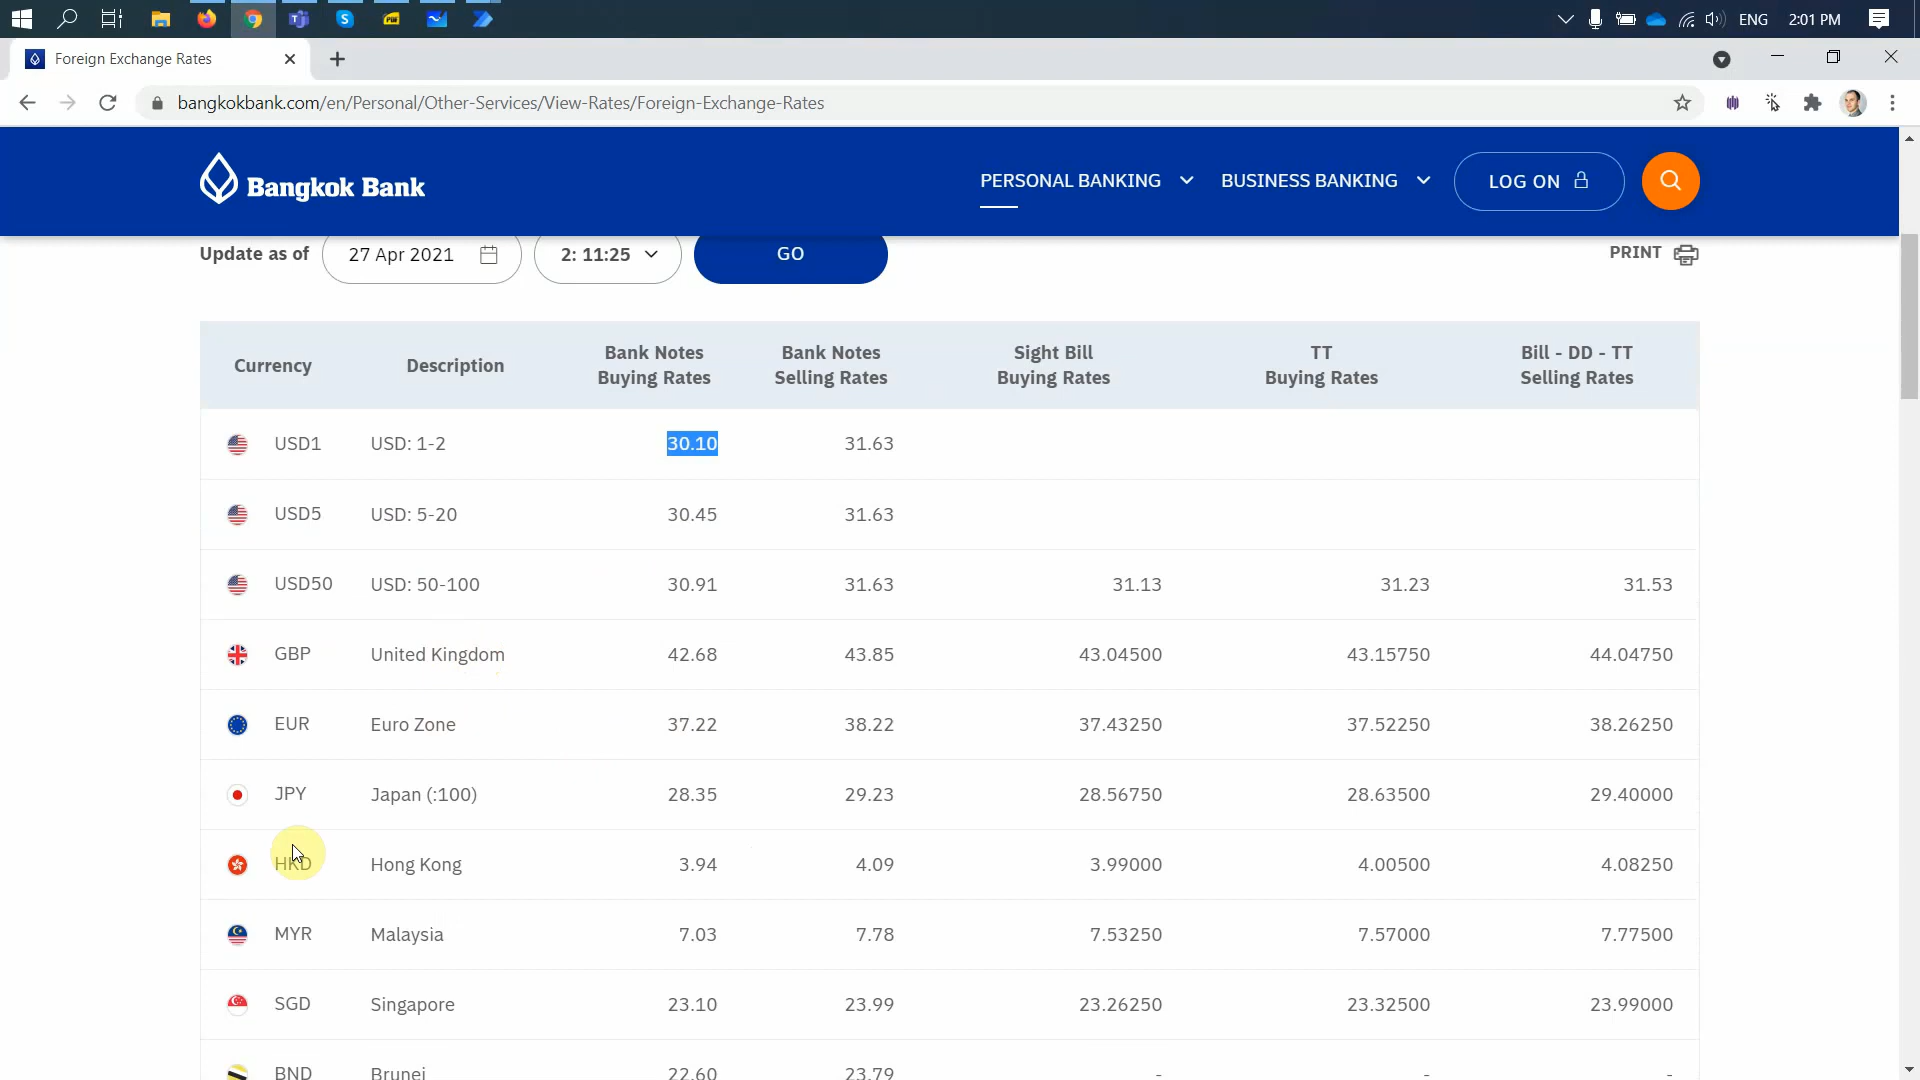 ENG 2:01 PM
Foreign Exchange Rates
bangkokbank.com/en/Personal/Other-Services/View-Rates/Foreign-Exchange-Rates
Bangkok Bank PERSONAL BANKING BUSINESS BANKING LOG ON
Update as of 27 Apr 2021 2: 11:25 GO PRINT
Currency Description Bank Notes Buying Rates Bank Notes Selling Rates Sight Bill Buying Rates TT Buying Rates Bill - DD - TT Selling Rates
USD1 USD: 1-2 30.10 31.63
USD5 USD: 5-20 30.45 31.63
USD50 USD: 50-100 30.91 31.63 31.13 31.23 31.53
GBP United Kingdom 42.68 43.85 43.04500 43.15750 44.04750
EUR Euro Zone 37.22 38.22 37.43250 37.52250 38.26250
JPY Japan (:100) 28.35 29.23 28.56750 28.63500 29.40000
HKD Hong Kong 3.94 4.09 3.99000 4.00500 4.08250
MYR Malaysia 7.03 7.78 7.53250 7.57000 7.77500
SGD Singapore 23.10 23.99 23.26250 23.32500 23.99000
BND Brunei 22.60 23.79 - - -